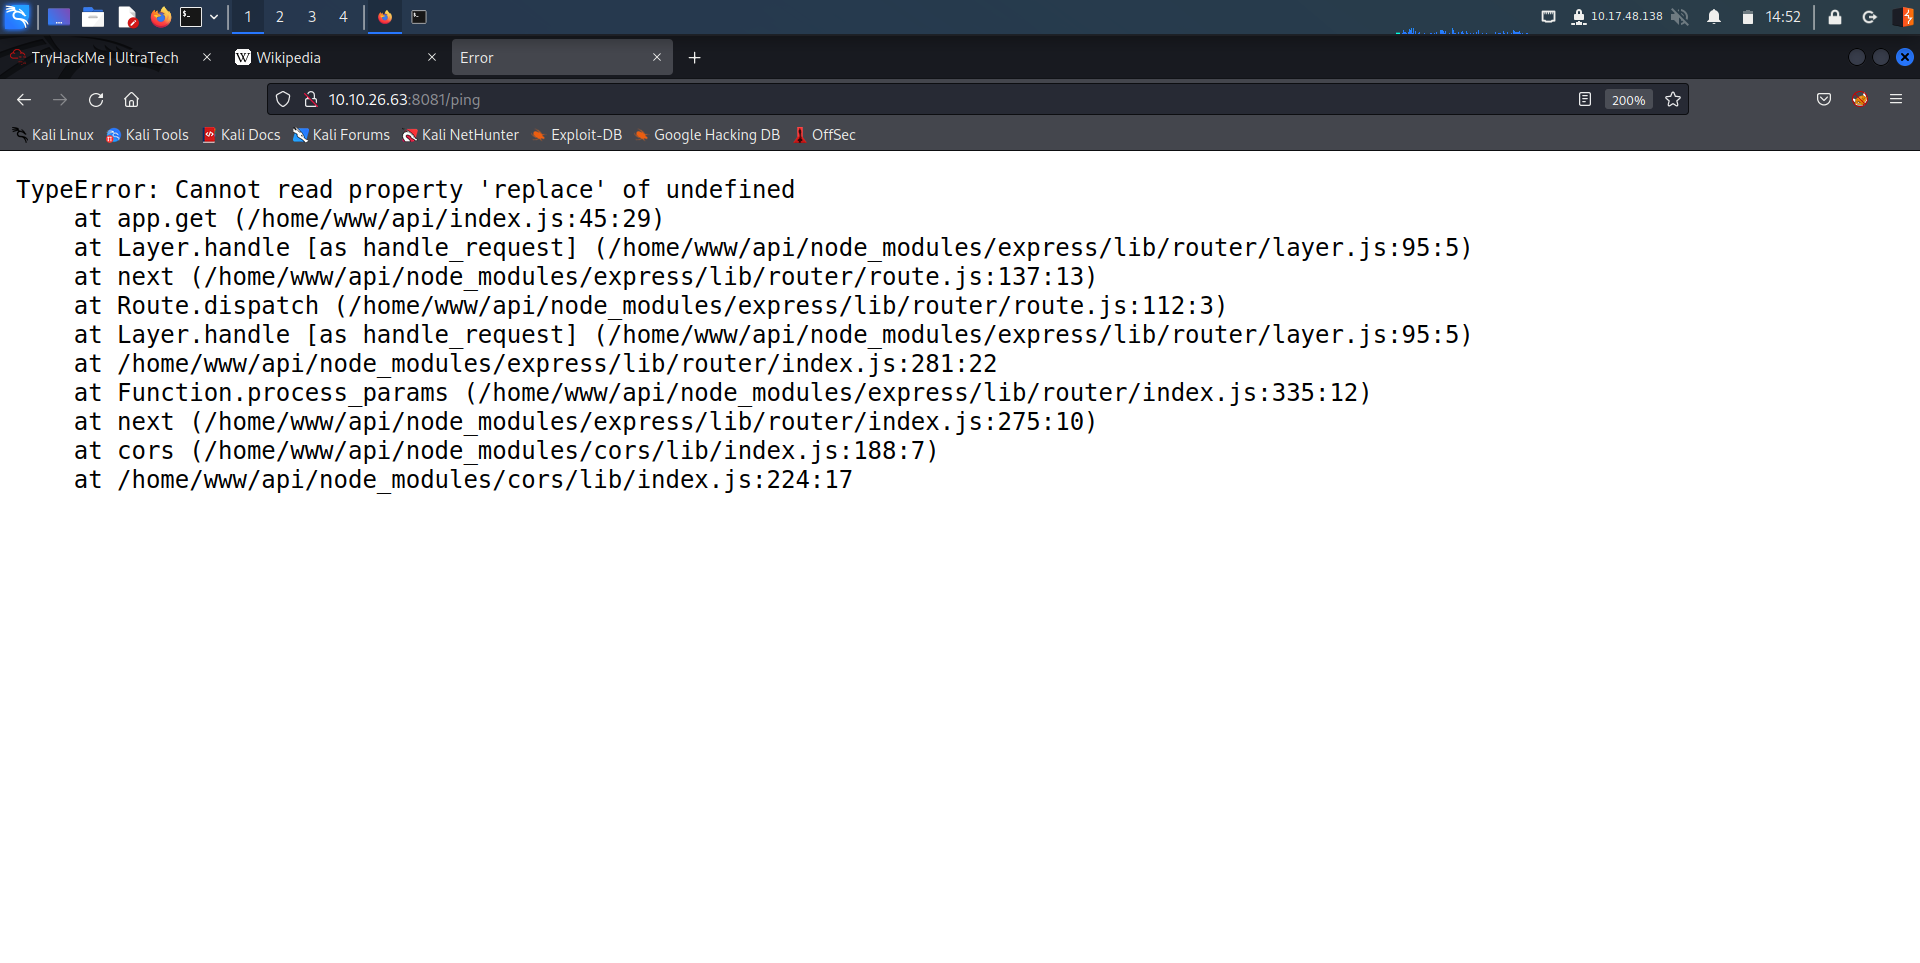 1 2 3 4 10.17.48.138 14:52
TryHackMe | UltraTech Wikipedia Error
10.10.26.63:8081/ping 200%
Kali Linux Kali Tools Kali Docs Kali Forums Kali NetHunter Exploit-DB Google Hacking DB OffSec
TypeError: Cannot read property 'replace' of undefined
    at app.get (/home/www/api/index.js:45:29)
    at Layer.handle [as handle_request] (/home/www/api/node_modules/express/lib/router/layer.js:95:5)
    at next (/home/www/api/node_modules/express/lib/router/route.js:137:13)
    at Route.dispatch (/home/www/api/node_modules/express/lib/router/route.js:112:3)
    at Layer.handle [as handle_request] (/home/www/api/node_modules/express/lib/router/layer.js:95:5)
    at /home/www/api/node_modules/express/lib/router/index.js:281:22
    at Function.process_params (/home/www/api/node_modules/express/lib/router/index.js:335:12)
    at next (/home/www/api/node_modules/express/lib/router/index.js:275:10)
    at cors (/home/www/api/node_modules/cors/lib/index.js:188:7)
    at /home/www/api/node_modules/cors/lib/index.js:224:17